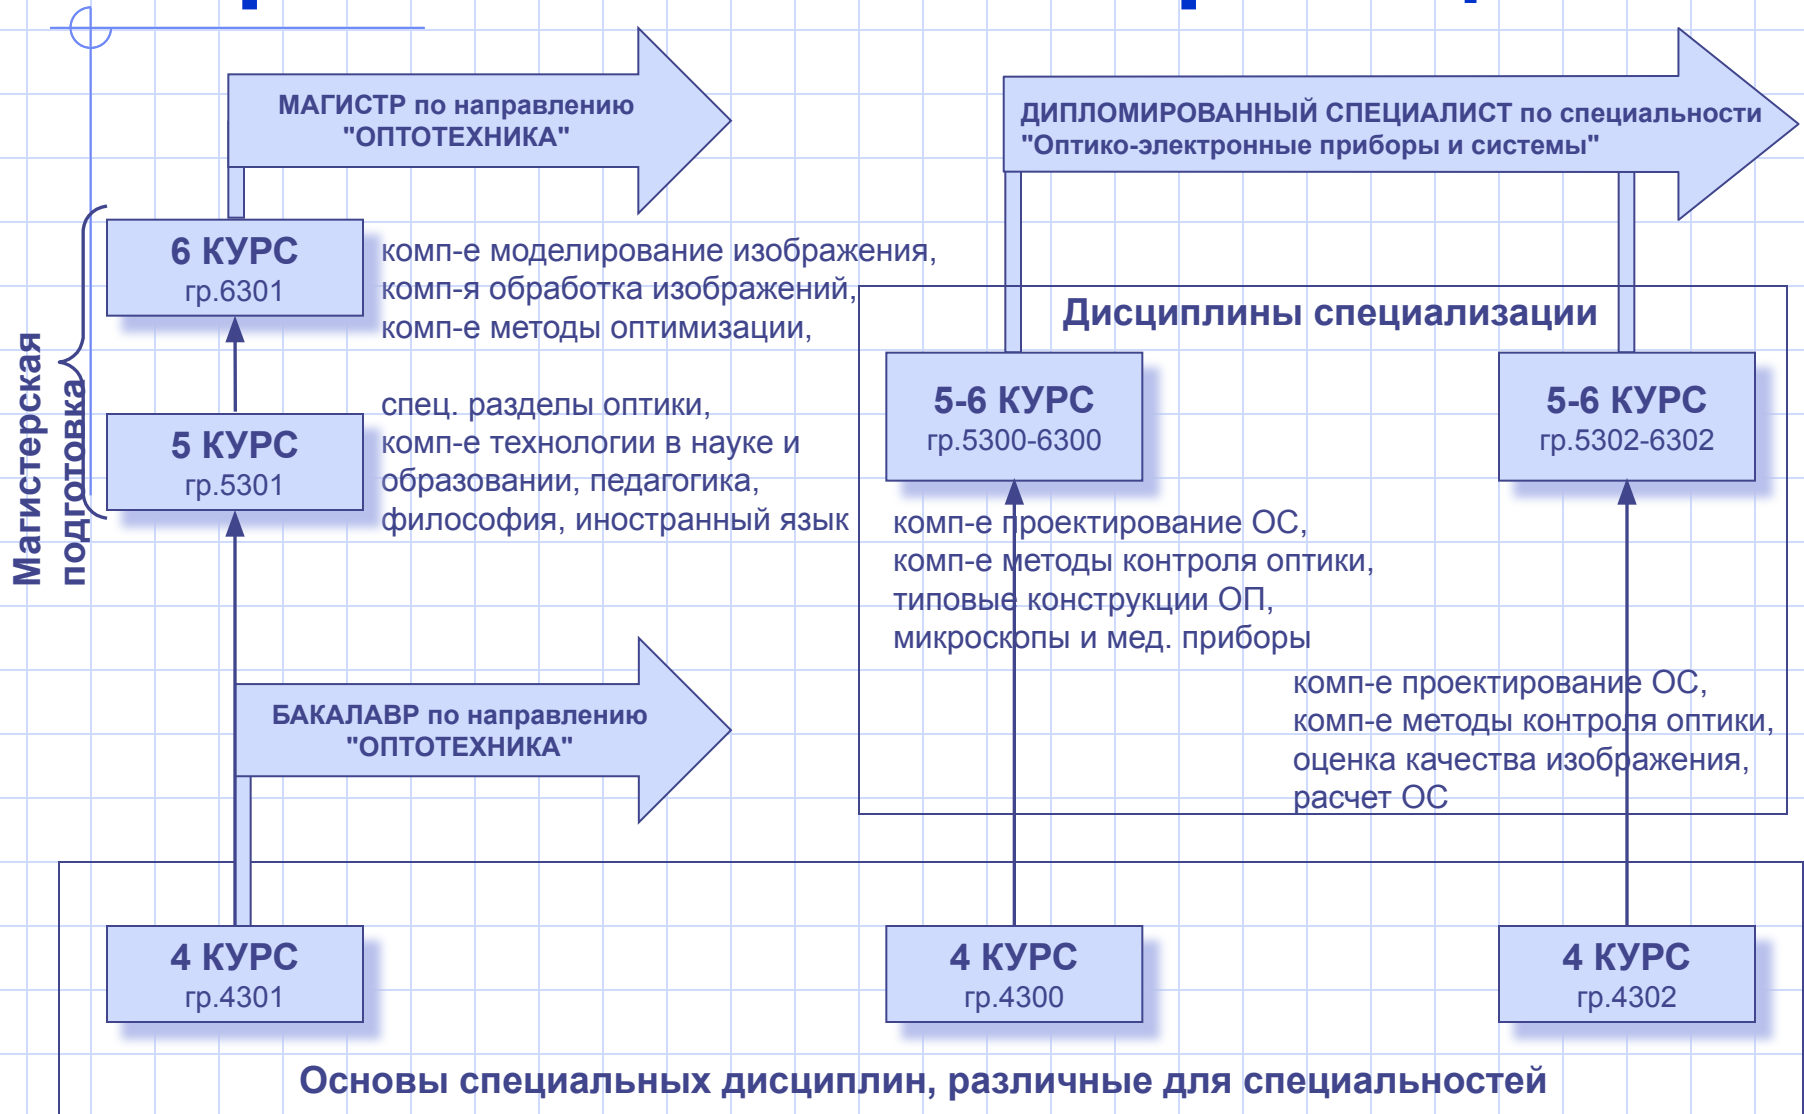 МАГИСТР по направлению
"ОПТОТЕХНИКА"
ДИПЛОМИРОВАННЫЙ СПЕЦИАЛИСТ по специальности
"Оптико-электронные приборы и системы"
Магистерская
подготовка
6 КУРС
гр.6301
комп-е моделирование изображения,
комп-я обработка изображений,
комп-е методы оптимизации,
5 КУРС
гр.5301
спец. разделы оптики,
комп-е технологии в науке и
образовании, педагогика,
философия, иностранный язык
Дисциплины специализации
5-6 КУРС
гр.5300-6300
5-6 КУРС
гр.5302-6302
комп-е проектирование ОС,
комп-е методы контроля оптики,
типовые конструкции ОП,
микроскопы и мед. приборы
комп-е проектирование ОС,
комп-е методы контроля оптики,
оценка качества изображения,
расчет ОС
БАКАЛАВР по направлению
"ОПТОТЕХНИКА"
4 КУРС
гр.4301
4 КУРС
гр.4300
4 КУРС
гр.4302
Основы специальных дисциплин, различные для специальностей